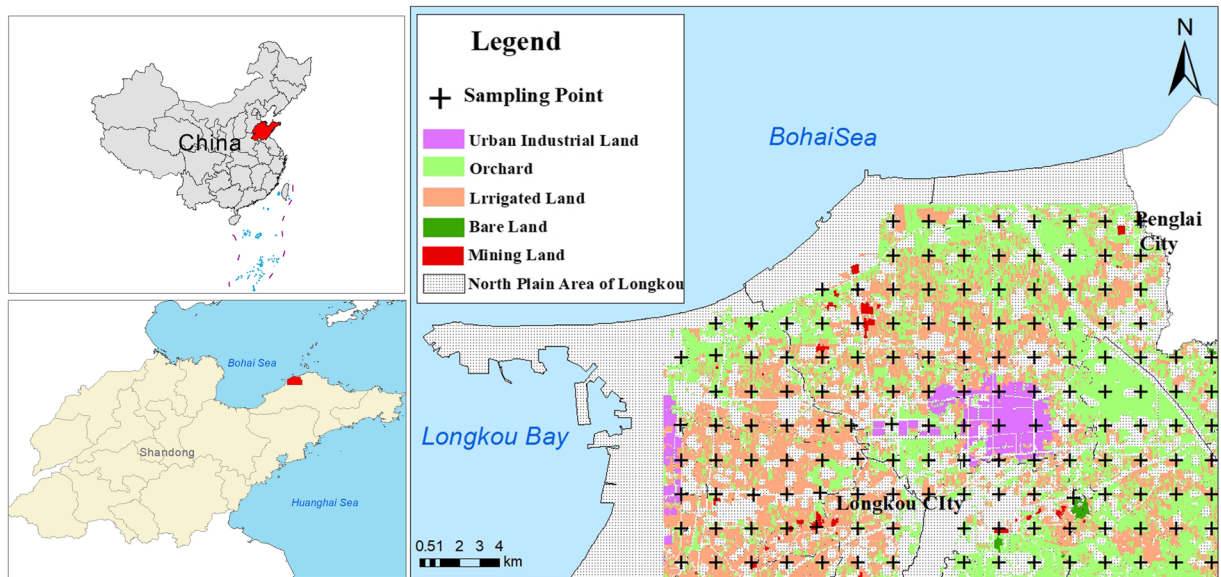 China
Bohai Sea
Shandong
Huanghai Sea
Legend
Sampling Point
Urban Industrial Land
Orchard
Lrrigated Land
Bare Land
Mining Land
North Plain Area of Longkou
N
BohaiSea
Penglai
City
Longkou Bay
Longkou CIty
0.51 2 3 4
km